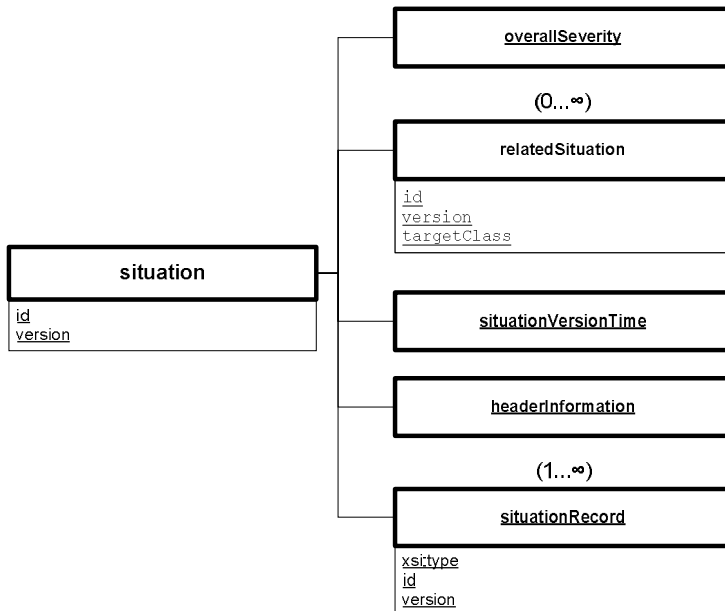 overallSeverity
(0...∞)
relatedSituation
id
version
targetClass
situation
id
version
situationVersionTime
headerInformation
(1...∞)
situationRecord
xsi:type
id
version